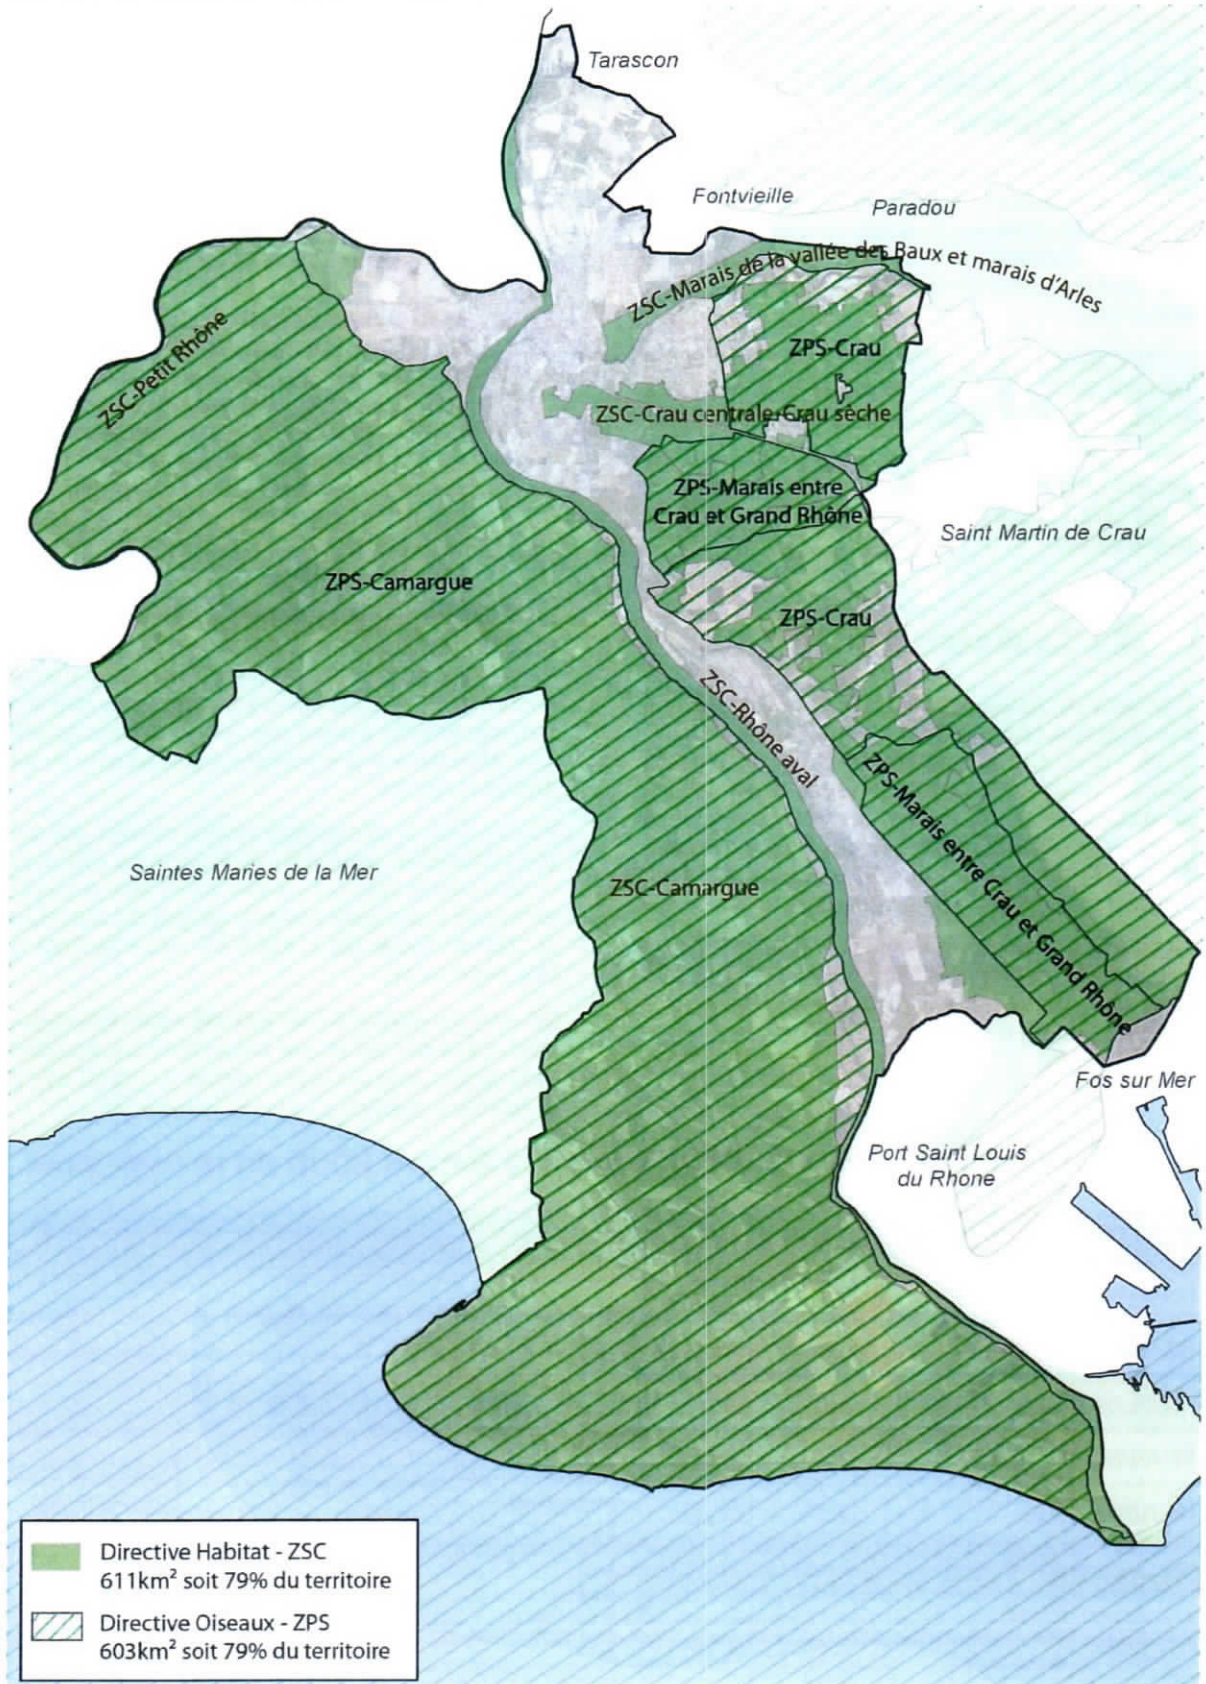 Tarascon
Fontvieille
Paradou
ZSC-Marais de la vallée des Baux et marais d'Arles
ZSC-Petit Rhône
ZPS-Crau
ZSC-Crau centrale-Crau sèche
ZPS-Marais entre
Crau et Grand Rhône
Saint Martin de Crau
ZPS-Camargue
ZPS-Crau
ZSC-Rhône aval
ZPS-Marais entre Crau et Grand Rhône
Saintes Maries de la Mer
ZSC-Camargue
Fos sur Mer
Port Saint Louis
du Rhone
Directive Habitat - ZSC
611km² soit 79% du territoire
Directive Oiseaux - ZPS
603km² soit 79% du territoire